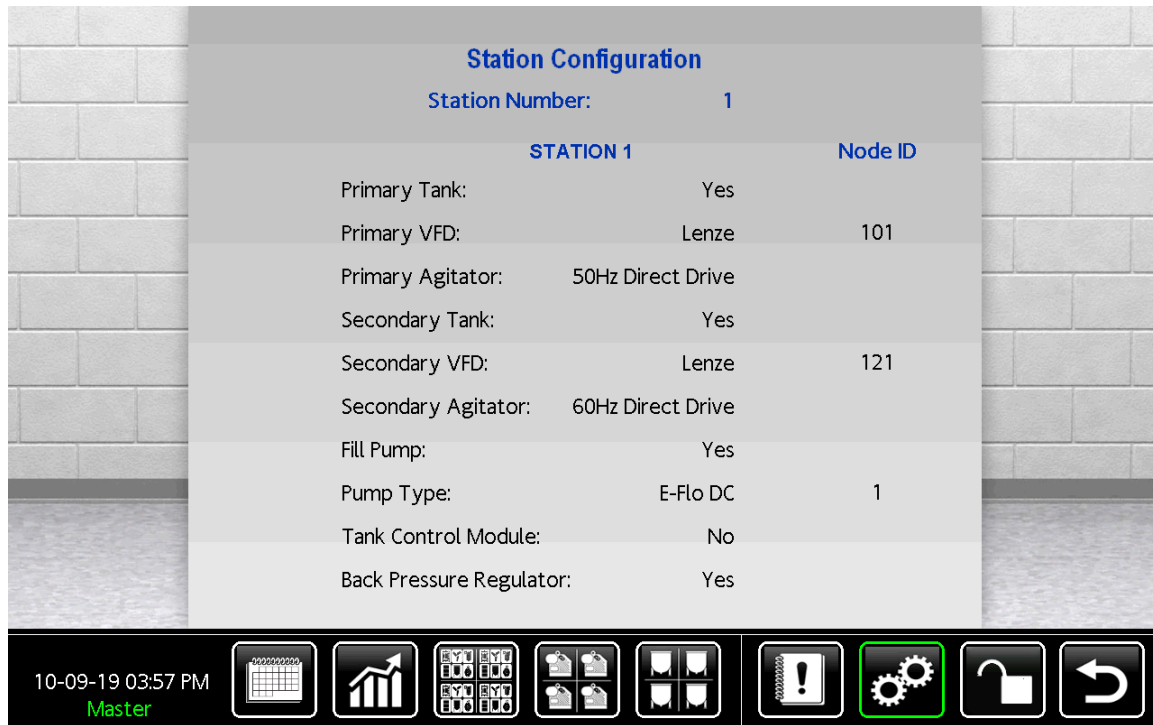 Station Configuration
Station Number: 1
STATION 1 Node ID
Primary Tank: Yes
Primary VFD: Lenze 101
Primary Agitator: 50Hz Direct Drive
Secondary Tank: Yes
Secondary VFD: Lenze 121
Secondary Agitator: 60Hz Direct Drive
Fill Pump: Yes
Pump Type: E-Flo DC 1
Tank Control Module: No
Back Pressure Regulator: Yes
10-09-19 03:57 PM
Master